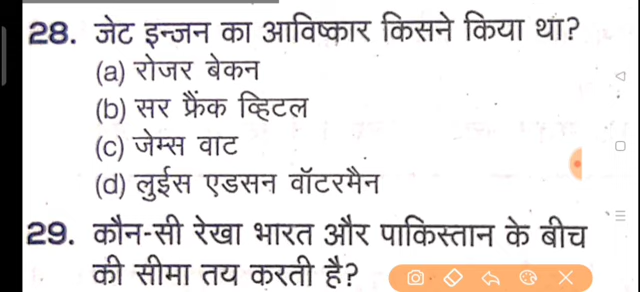 28. जेट इन्जन का आविष्कार किसने किया था?
(a) रोजर बेकन
(b) सर फ्रैंक व्हिटल
(c) जेम्स वाट
(d) लुईस एडसन वॉटरमैन
29. कौन-सी रेखा भारत और पाकिस्तान के बीच
की सीमा तय करती है?